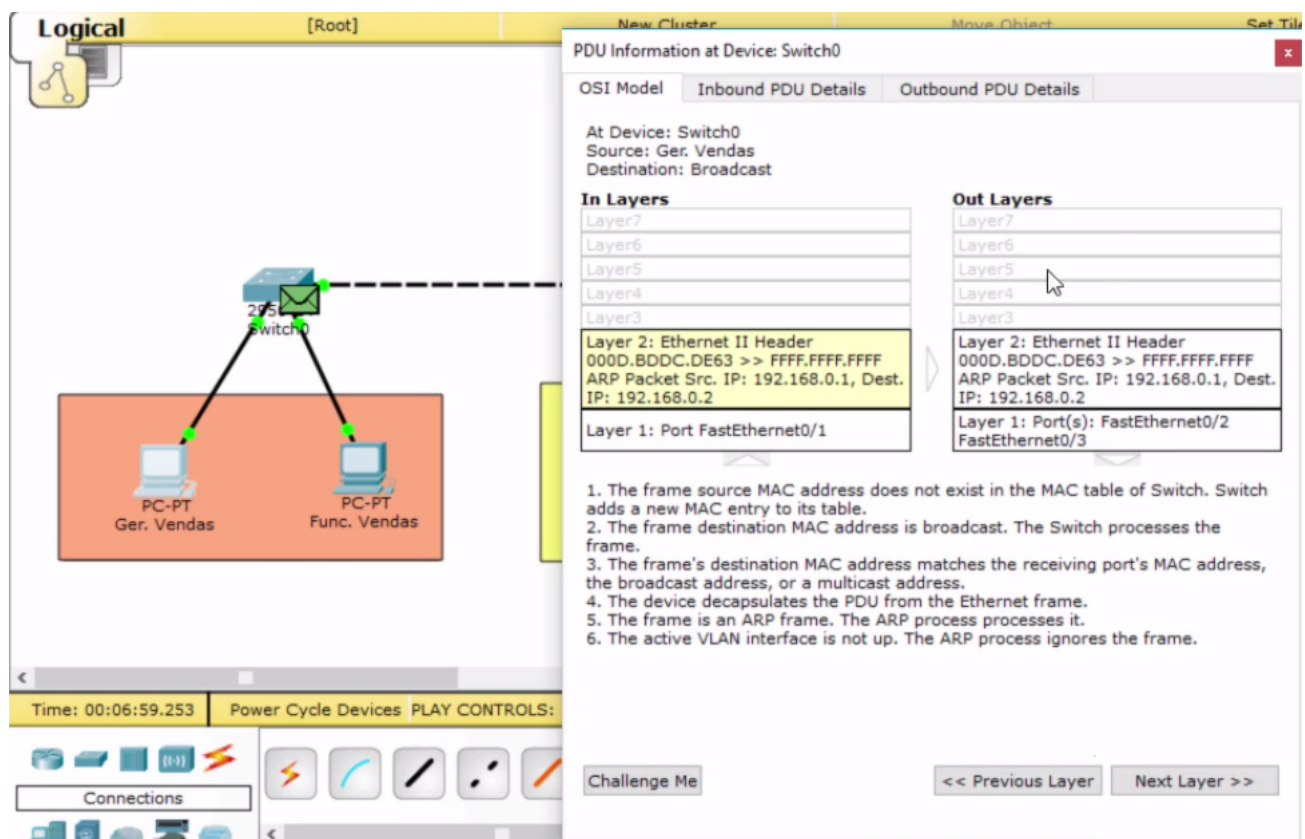 Logical
[Root]
New Cluster
Move Object
Set Tile
PDU Information at Device: Switch0
x
OSI Model
Inbound PDU Details
Outbound PDU Details
At Device: Switch0
Source: Ger. Vendas
Destination: Broadcast
In Layers
Layer7
Layer6
Layer5
Layer4
Layer3
Layer 2: Ethernet II Header
000D.BDDC.DE63 >> FFFF.FFFF.FFFF
ARP Packet Src. IP: 192.168.0.1, Dest.
IP: 192.168.0.2
Layer 1: Port FastEthernet0/1
Out Layers
Layer7
Layer6
Layer5
Layer4
Layer3
Layer 2: Ethernet II Header
000D.BDDC.DE63 >> FFFF.FFFF.FFFF
ARP Packet Src. IP: 192.168.0.1, Dest.
IP: 192.168.0.2
Layer 1: Port(s): FastEthernet0/2
FastEthernet0/3
1. The frame source MAC address does not exist in the MAC table of Switch. Switch
adds a new MAC entry to its table.
2. The frame destination MAC address is broadcast. The Switch processes the
frame.
3. The frame's destination MAC address matches the receiving port's MAC address,
the broadcast address, or a multicast address.
4. The device decapsulates the PDU from the Ethernet frame.
5. The frame is an ARP frame. The ARP process processes it.
6. The active VLAN interface is not up. The ARP process ignores the frame.
Challenge Me
<< Previous Layer
Next Layer >>
Switch0
PC-PT
Ger. Vendas
PC-PT
Func. Vendas
Time: 00:06:59.253
Power Cycle Devices
PLAY CONTROLS:
Connections